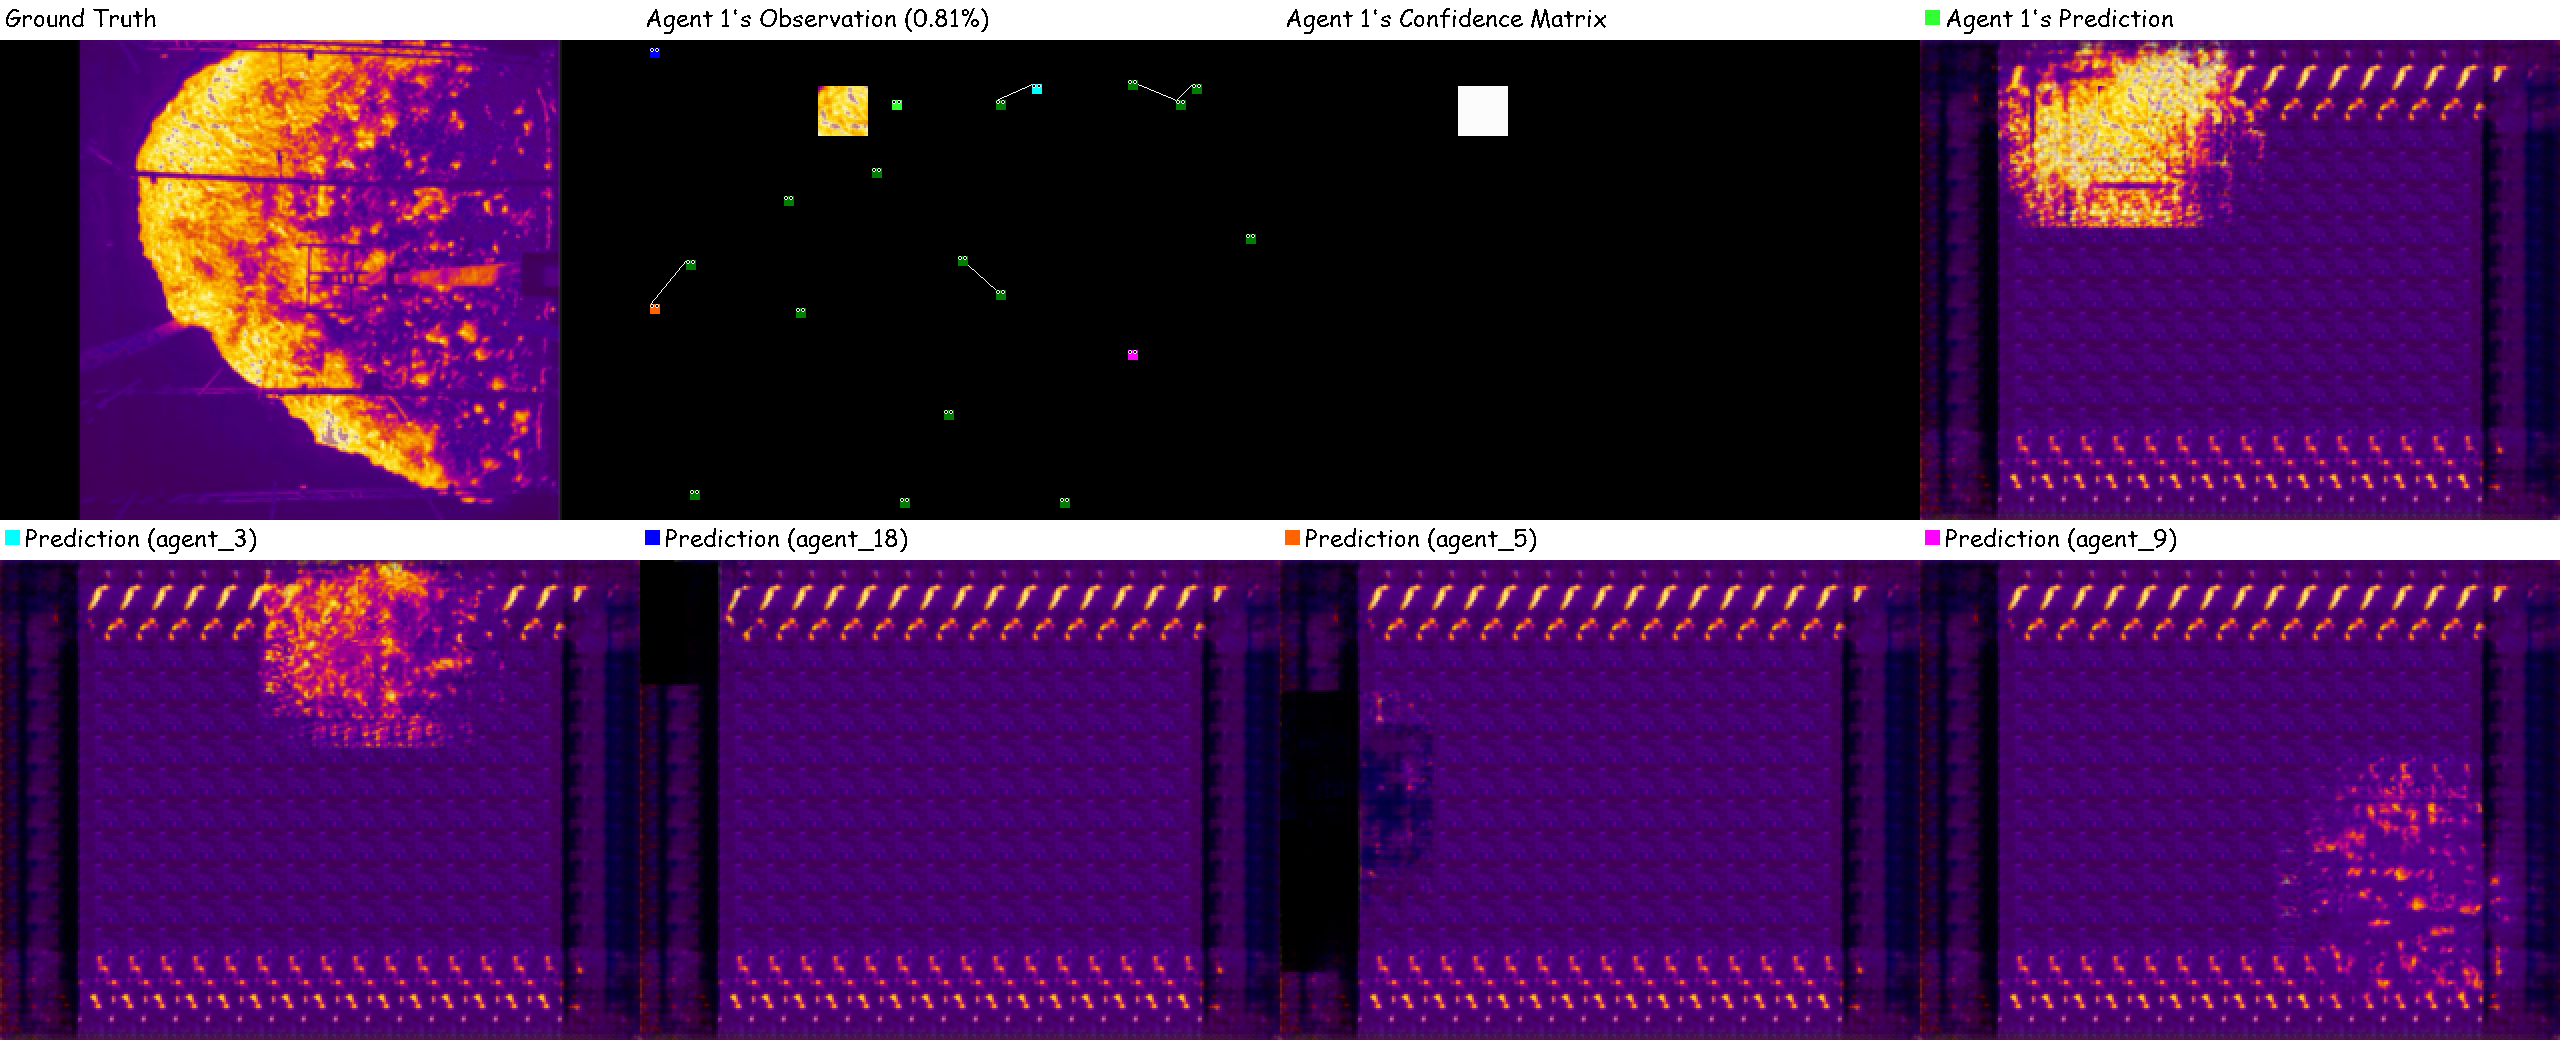 Ground Truth
Agent 1's Observation (0.81%)
Agent 1's Confidence Matrix
Agent 1's Prediction
Prediction (agent_3)
Prediction (agent_18)
Prediction (agent_5)
Prediction (agent_9)